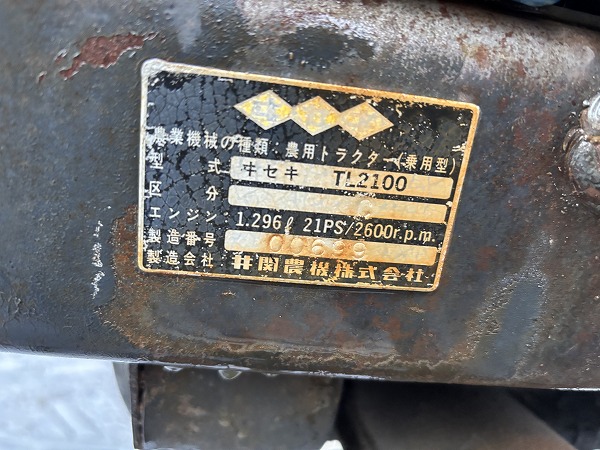 農業機械の種類:農用トラクター(乗用型)
型式 ヰセキ TL2100
区分
エンジン:1.296ℓ 21PS/2600r.p.m.
製造番号
製造会社:井関農機株式会社